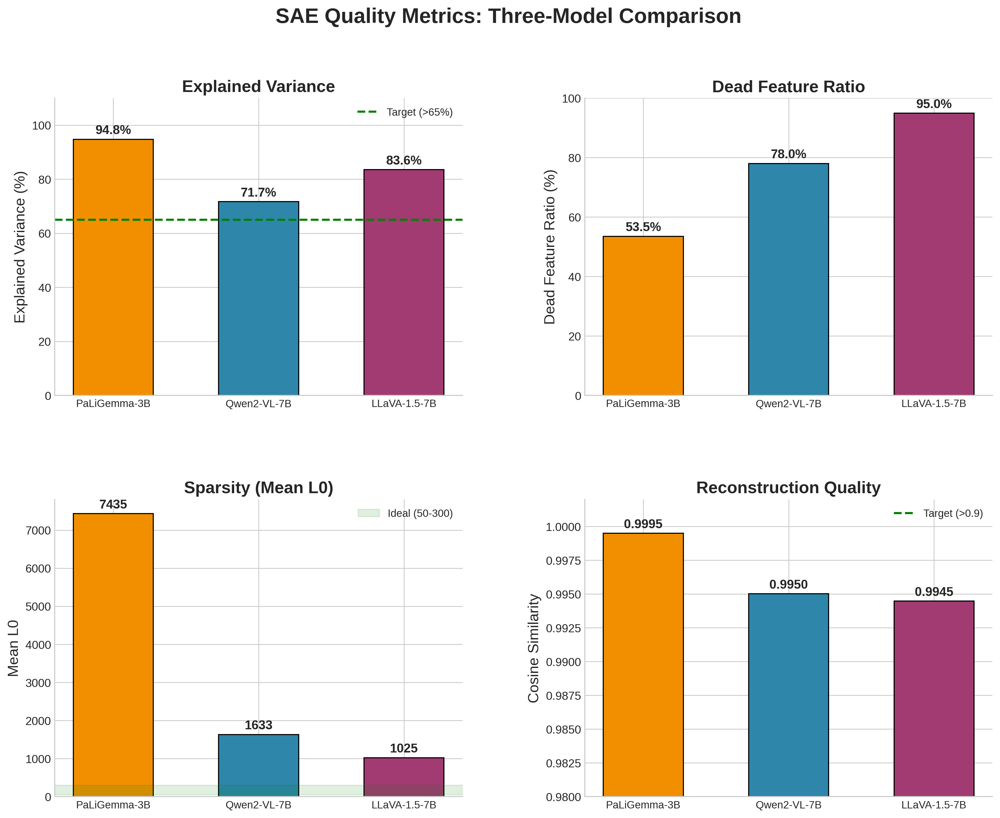 SAE Quality Metrics: Three-Model Comparison
Explained Variance
Target (>65%)
Explained Variance (%)
100
80
60
40
20
0
94.8%
71.7%
83.6%
PaLiGemma-3B
Qwen2-VL-7B
LLaVA-1.5-7B
Dead Feature Ratio
Dead Feature Ratio (%)
100
80
60
40
20
0
53.5%
78.0%
95.0%
PaLiGemma-3B
Qwen2-VL-7B
LLaVA-1.5-7B
Sparsity (Mean L0)
Ideal (50-300)
Mean L0
7000
6000
5000
4000
3000
2000
1000
0
7435
1633
1025
PaLiGemma-3B
Qwen2-VL-7B
LLaVA-1.5-7B
Reconstruction Quality
Target (>0.9)
Cosine Similarity
1.0000
0.9975
0.9950
0.9925
0.9900
0.9875
0.9850
0.9825
0.9800
0.9995
0.9950
0.9945
PaLiGemma-3B
Qwen2-VL-7B
LLaVA-1.5-7B